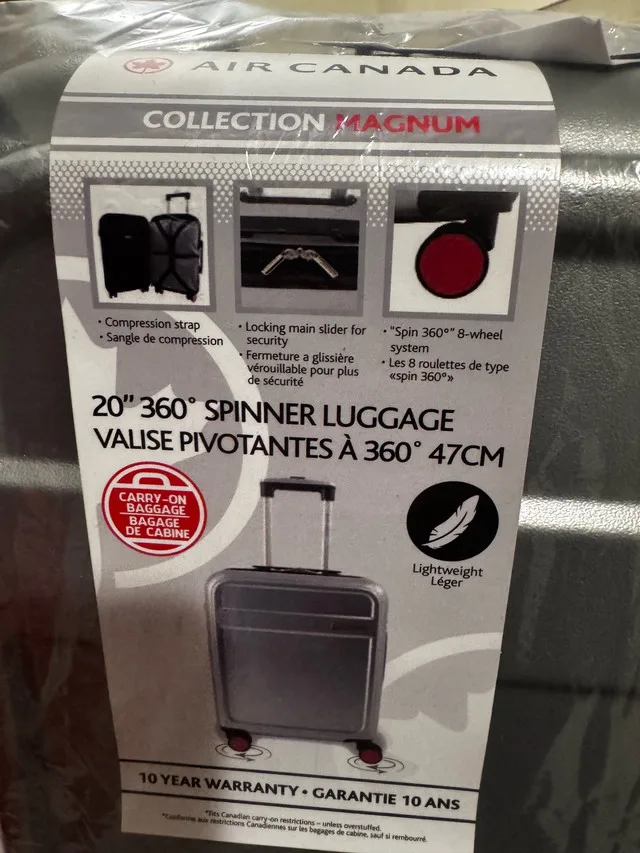 AIR CANADA
COLLECTION MAGNUM
• Compression strap
• Sangle de compression
• Locking main slider for
security
• Fermeture a glissière
vérouillable pour plus
de sécurité
• "Spin 360°" 8-wheel
system
• Les 8 roulettes de type
«spin 360°»
20" 360° SPINNER LUGGAGE
VALISE PIVOTANTES À 360° 47CM
CARRY-ON
BAGGAGE
BAGAGE
DE CABINE
Lightweight
Léger
10 YEAR WARRANTY • GARANTIE 10 ANS
*Fits Canadian carry-on restrictions – unless overstuffed.
*Conforme aux restrictions Canadiennes sur les bagages de cabine, sauf si rembourré.